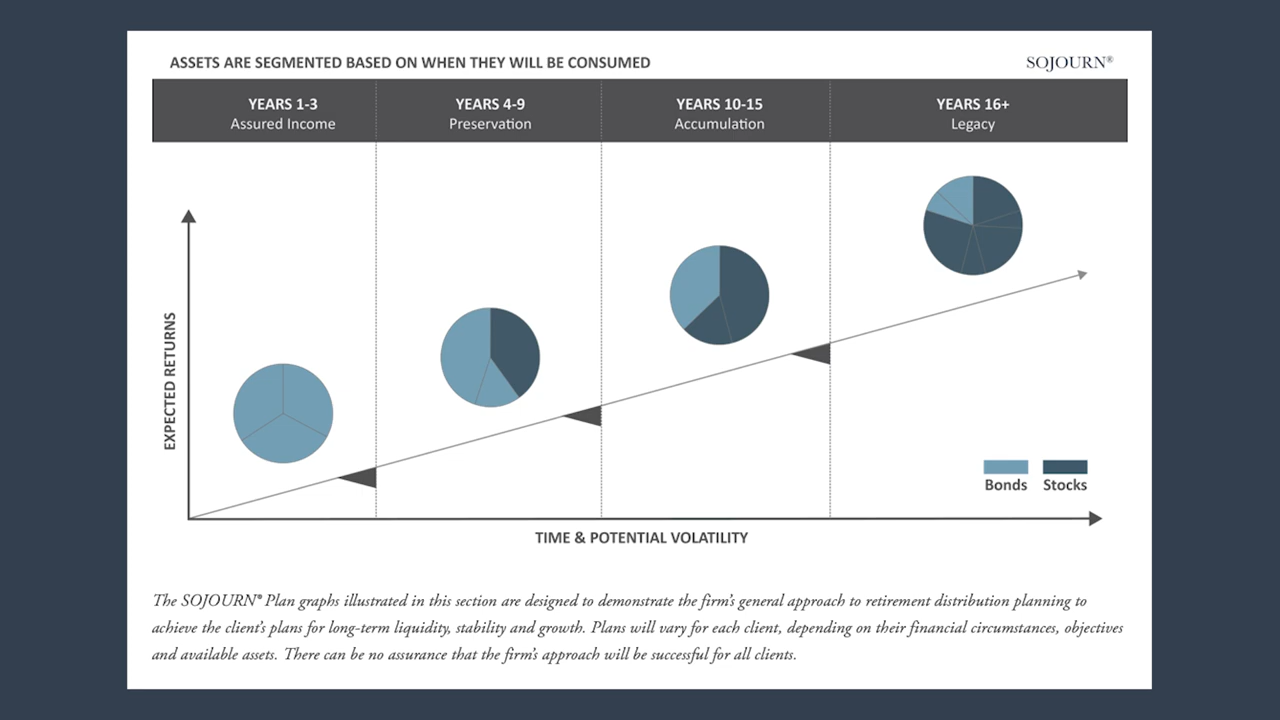 ASSETS ARE SEGMENTED BASED ON WHEN THEY WILL BE CONSUMED
SOJOURN®
YEARS 1-3
Assured Income
YEARS 4-9
Preservation
YEARS 10-15
Accumulation
YEARS 16+
Legacy
EXPECTED RETURNS
Bonds
Stocks
TIME & POTENTIAL VOLATILITY
The SOJOURN® Plan graphs illustrated in this section are designed to demonstrate the firm's general approach to retirement distribution planning to
achieve the client's plans for long-term liquidity, stability and growth. Plans will vary for each client, depending on their financial circumstances, objectives
and available assets. There can be no assurance that the firm's approach will be successful for all clients.